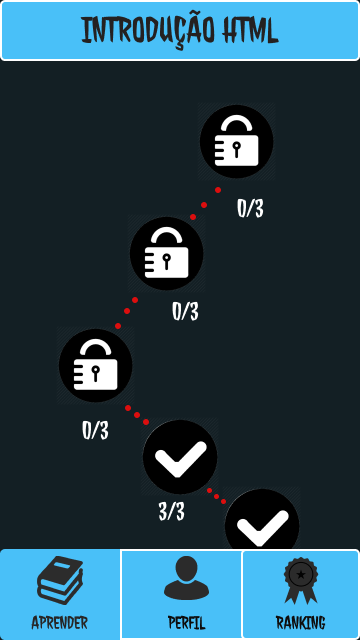 INTRODUÇÃO HTML
0/3
0/3
0/3
3/3
APRENDER
PERFIL
RANKING